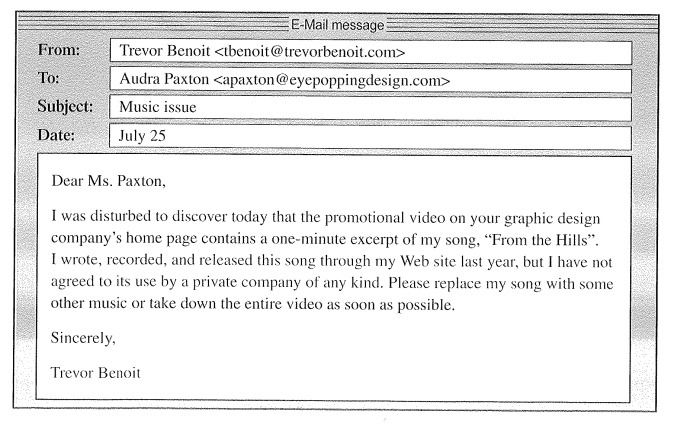 E-Mail message
From: Trevor Benoit <tbenoit@trevorbenoit.com>
To: Audra Paxton <apaxton@eyepoppingdesign.com>
Subject: Music issue
Date: July 25
Dear Ms. Paxton,
I was disturbed to discover today that the promotional video on your graphic design
company's home page contains a one-minute excerpt of my song, "From the Hills".
I wrote, recorded, and released this song through my Web site last year, but I have not
agreed to its use by a private company of any kind. Please replace my song with some
other music or take down the entire video as soon as possible.
Sincerely,
Trevor Benoit